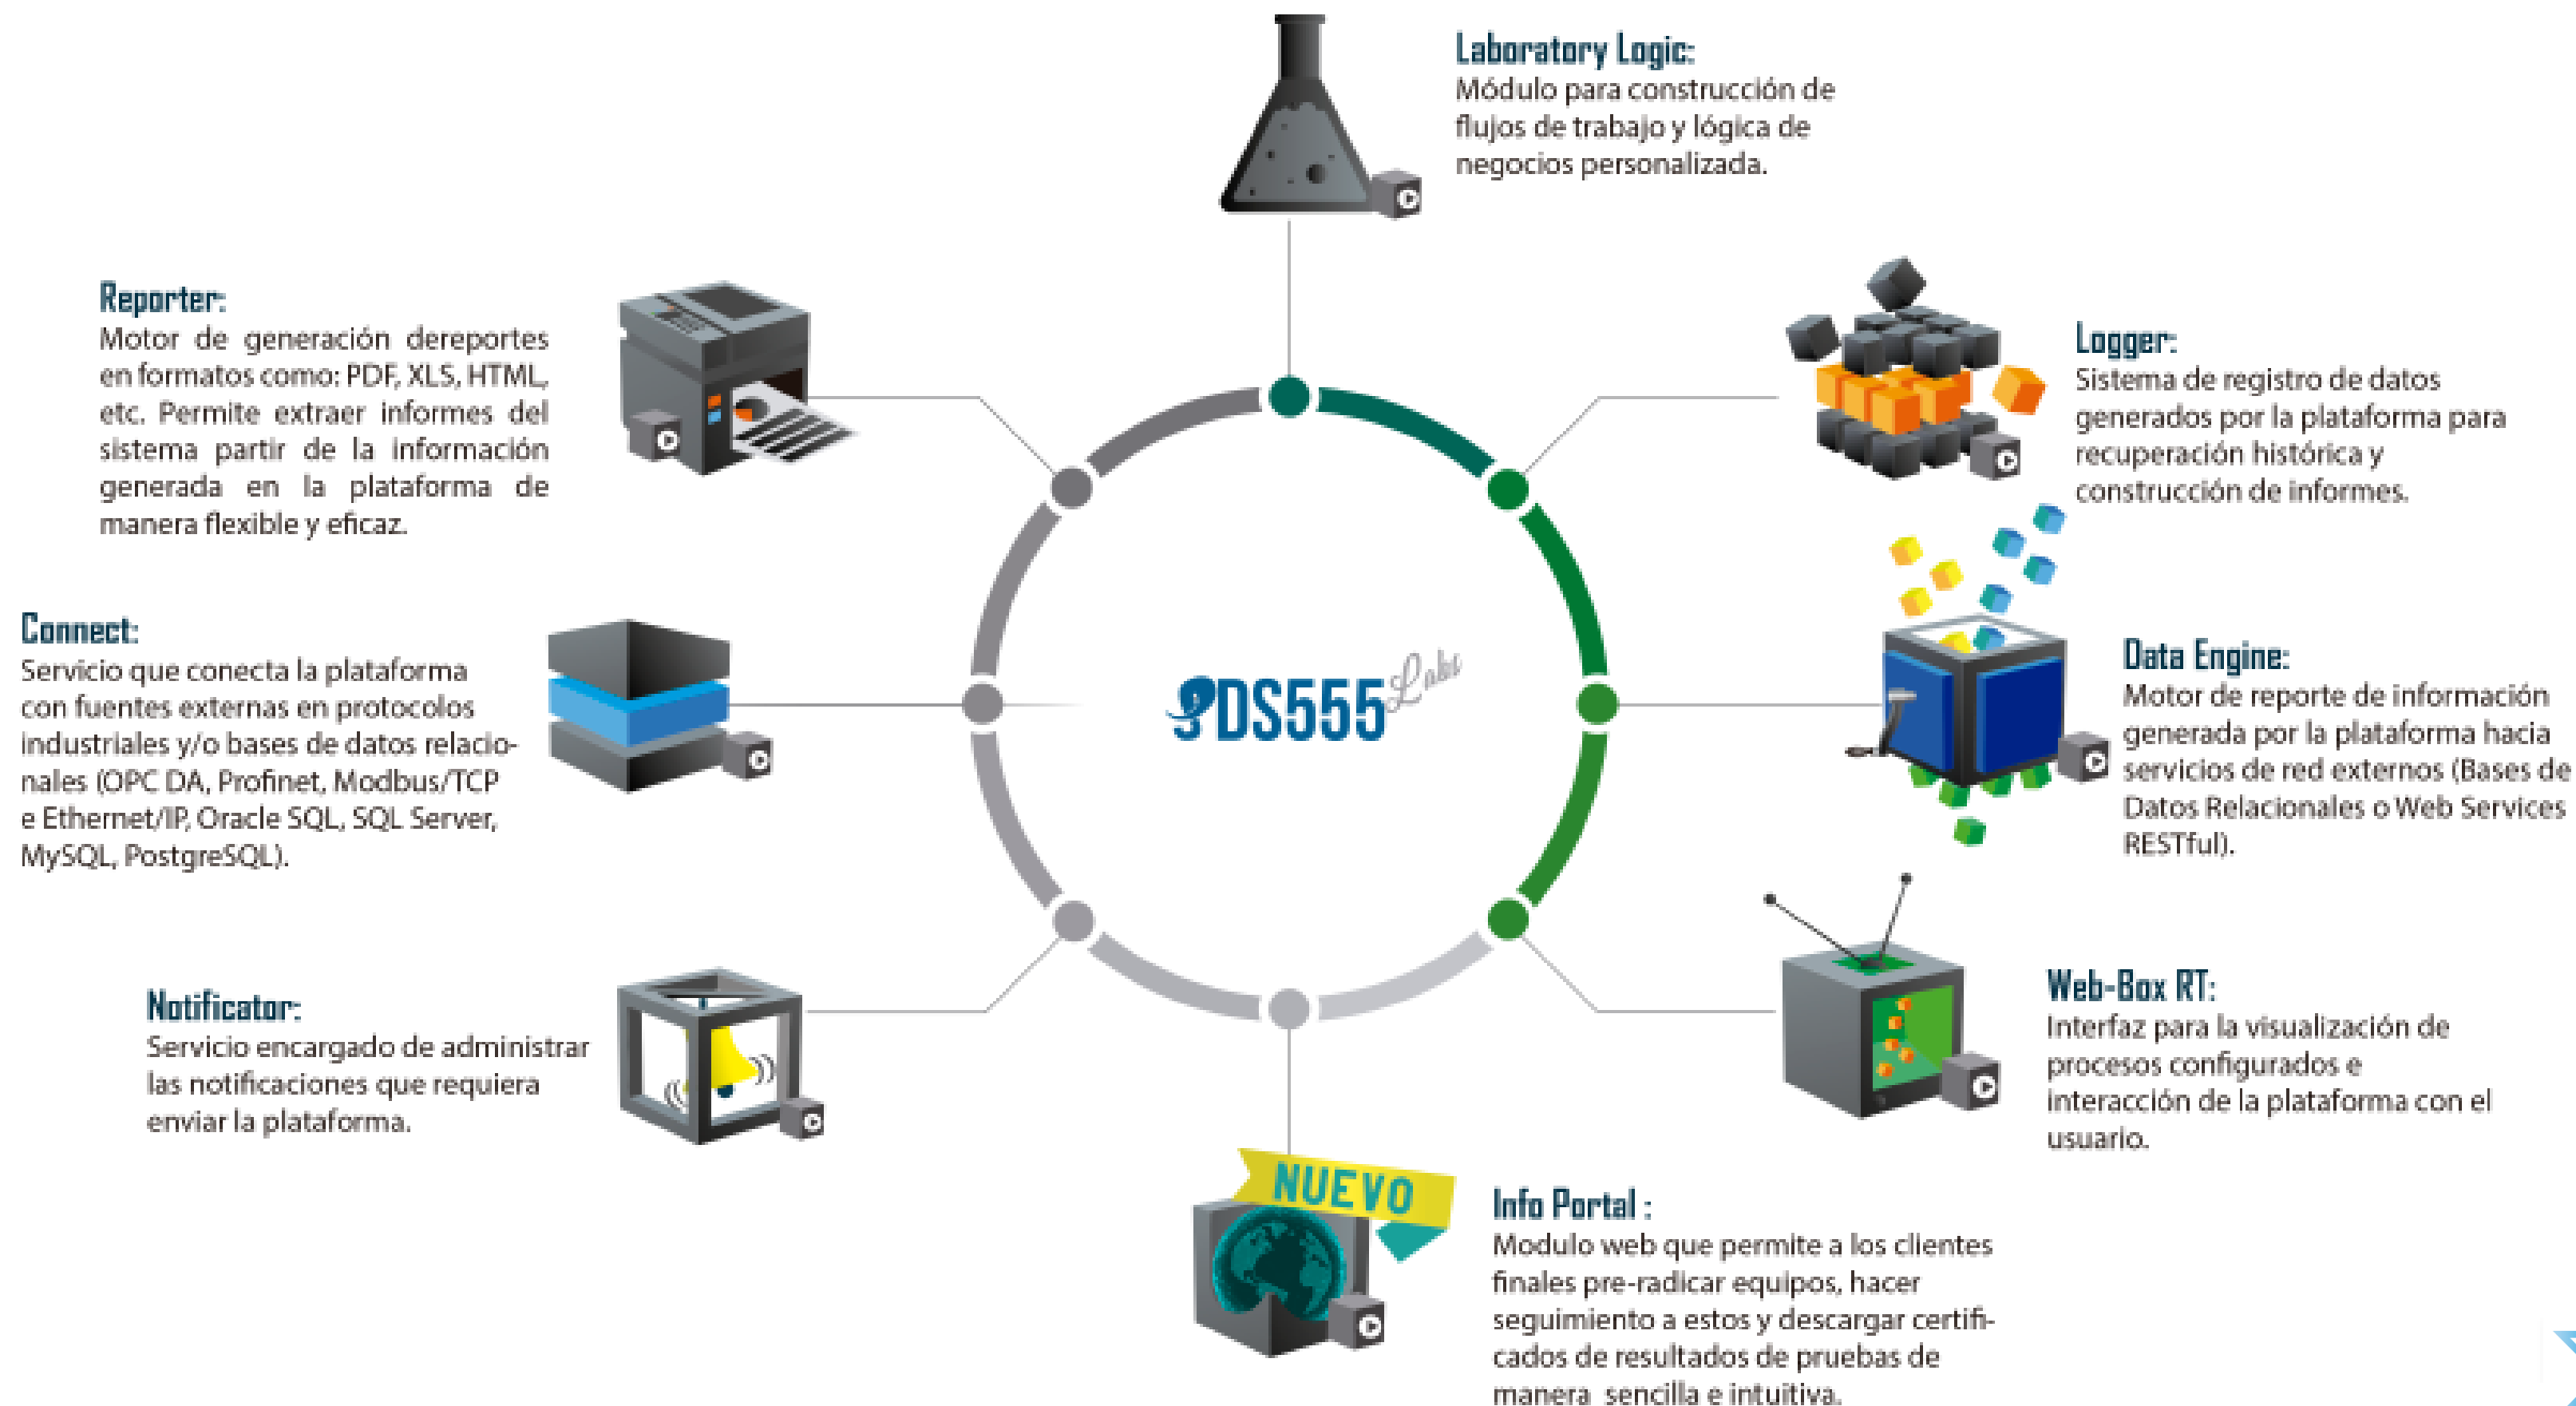 Laboratory Logic:
Módulo para construcción de
flujos de trabajo y lógica de
negocios personalizada.
Reporter:
Motor de generación dereportes
en formatos como: PDF, XLS, HTML,
etc. Permite extraer informes del
sistema partir de la información
generada en la plataforma de
manera flexible y eficaz.
Logger:
Sistema de registro de datos
generados por la plataforma para
recuperación histórica y
construcción de informes.
Connect:
Servicio que conecta la plataforma
con fuentes externas en protocolos
industriales y/o bases de datos relacio-
nales (OPC DA, Profinet, Modbus/TCP
e Ethernet/IP, Oracle SQL, SQL Server,
MySQL, PostgreSQL).
DS555 Labs
Data Engine:
Motor de reporte de información
generada por la plataforma hacia
servicios de red externos (Bases de
Datos Relacionales o Web Services
RESTful).
Notificator:
Servicio encargado de administrar
las notificaciones que requiera
enviar la plataforma.
Web-Box RT:
Interfaz para la visualización de
procesos configurados e
interacción de la plataforma con el
usuario.
NUEVO
Info Portal :
Modulo web que permite a los clientes
finales pre-radicar equipos, hacer
seguimiento a estos y descargar certifi-
cados de resultados de pruebas de
manera sencilla e intuitiva.